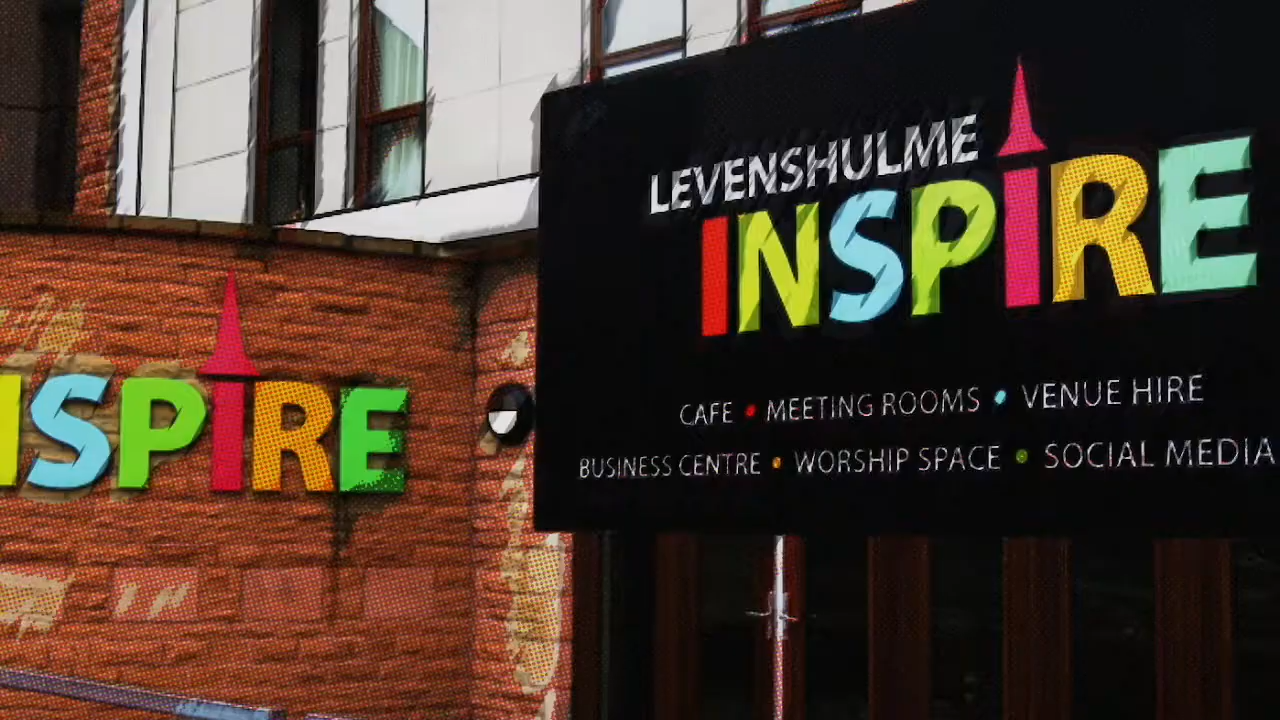 LEVENSHULME
INSPIRE
CAFE • MEETING ROOMS • VENUE HIRE
BUSINESS CENTRE • WORSHIP SPACE • SOCIAL MEDIA
NSPIRE